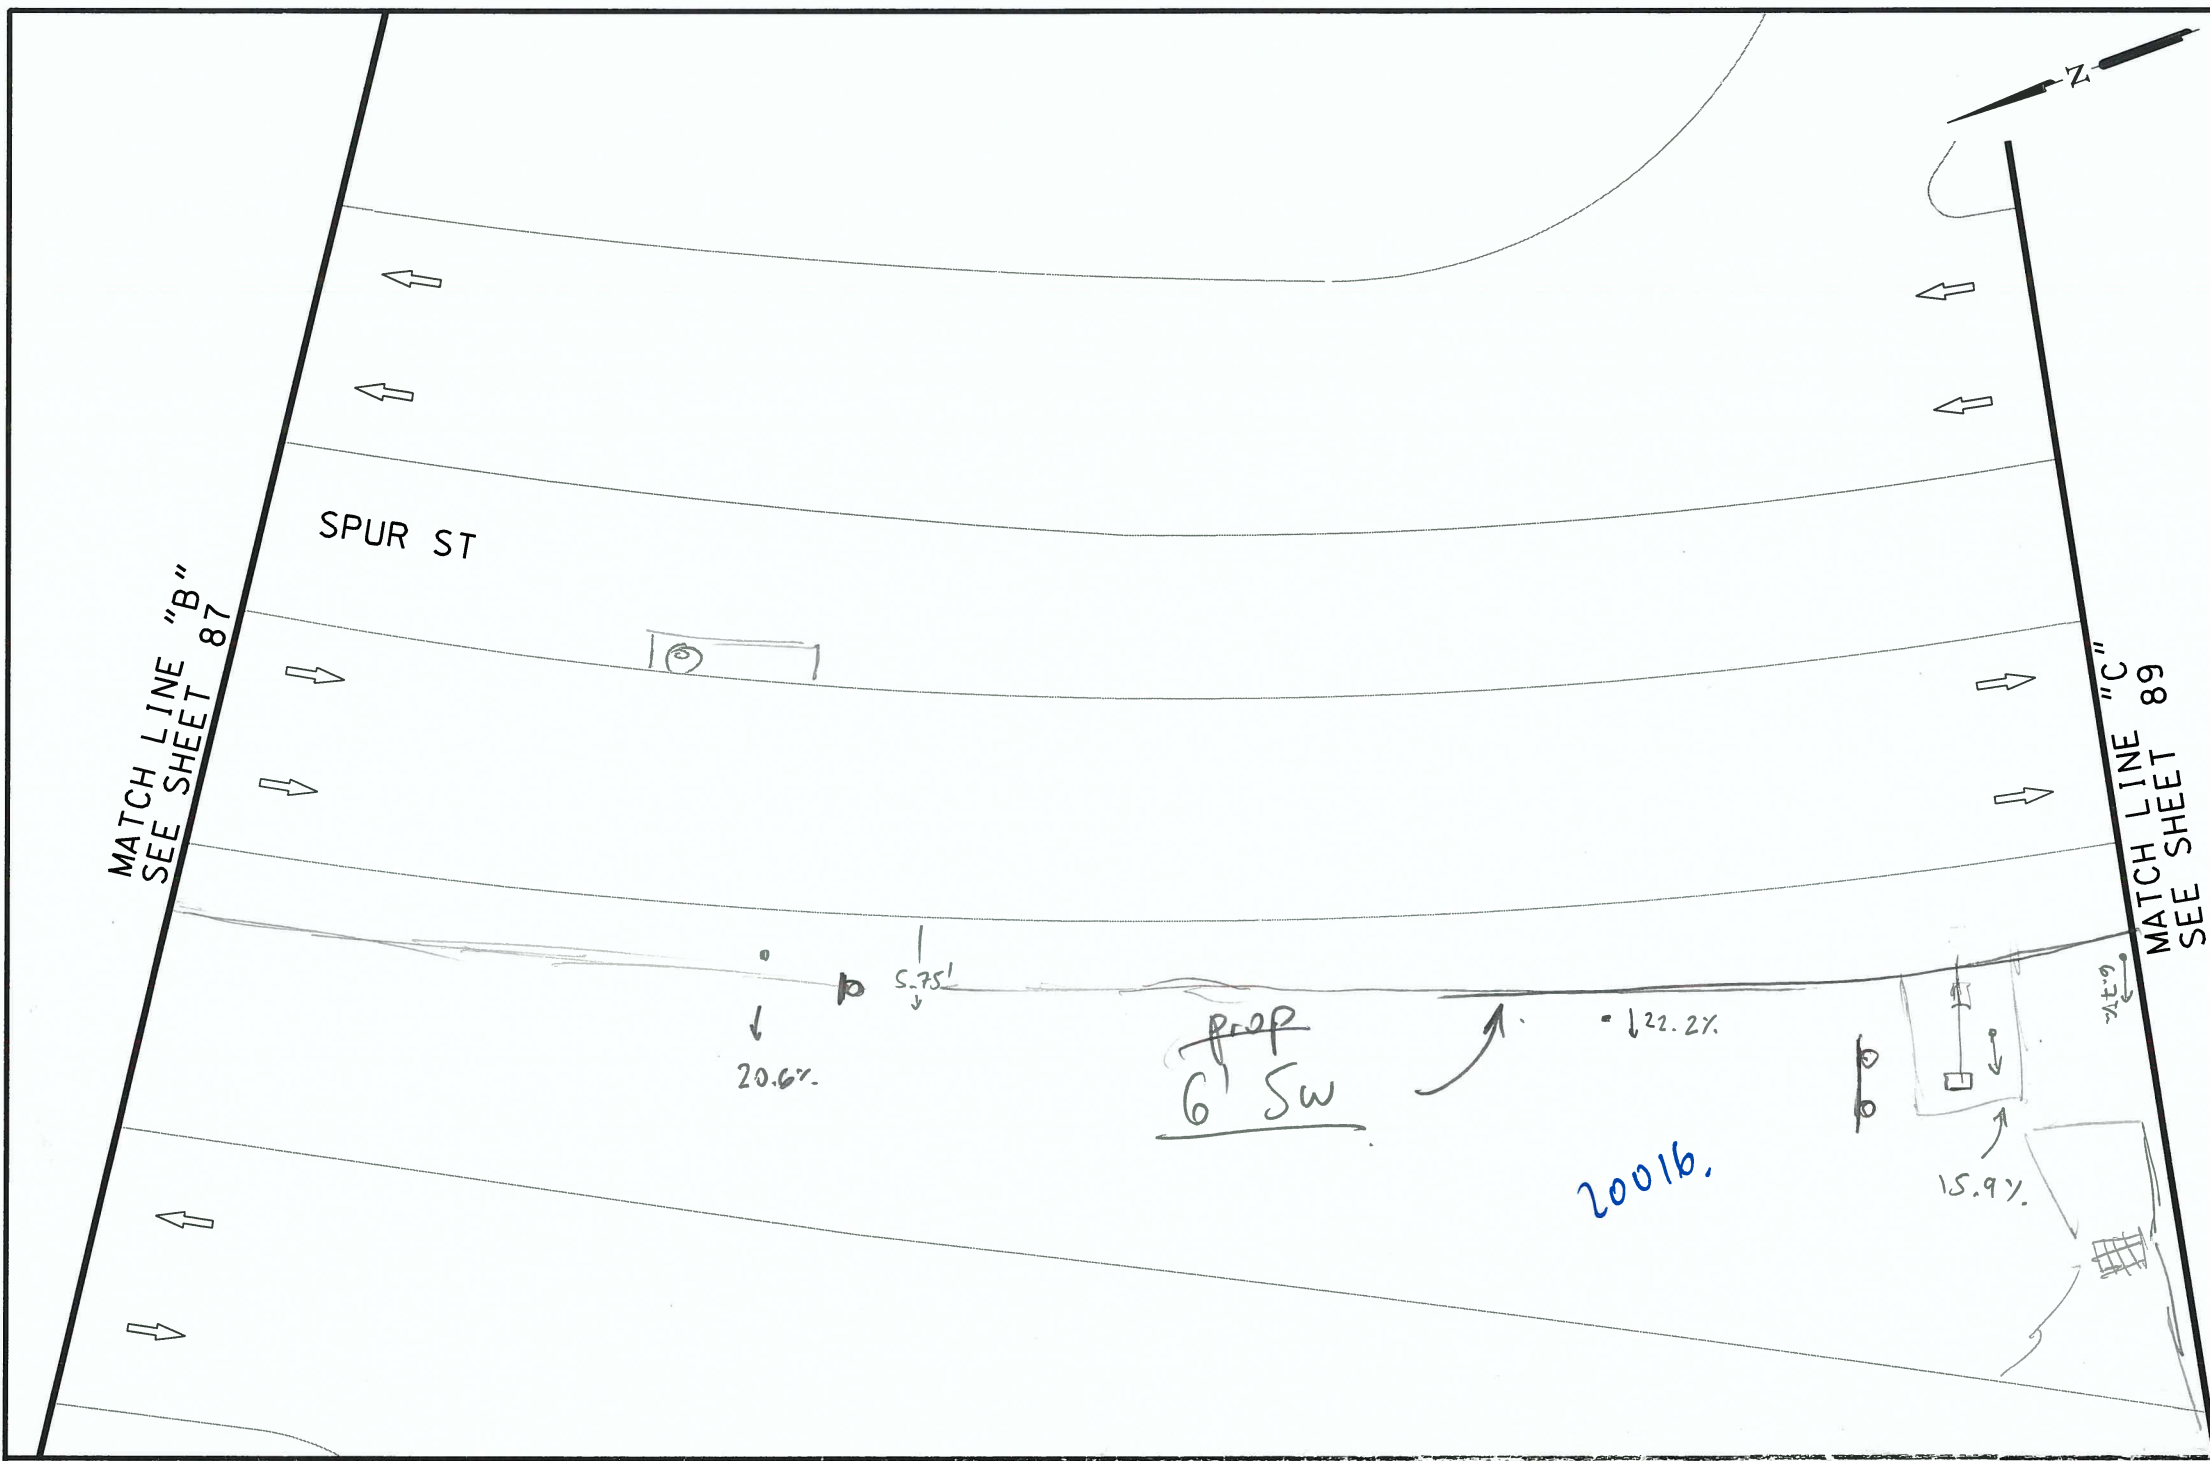 N
SPUR ST
MATCH LINE "B"
SEE SHEET 87
MATCH LINE "C"
SEE SHEET 89
5.75'
20.6%.
prop
6' SW
22.2%
15.9%.
20016.